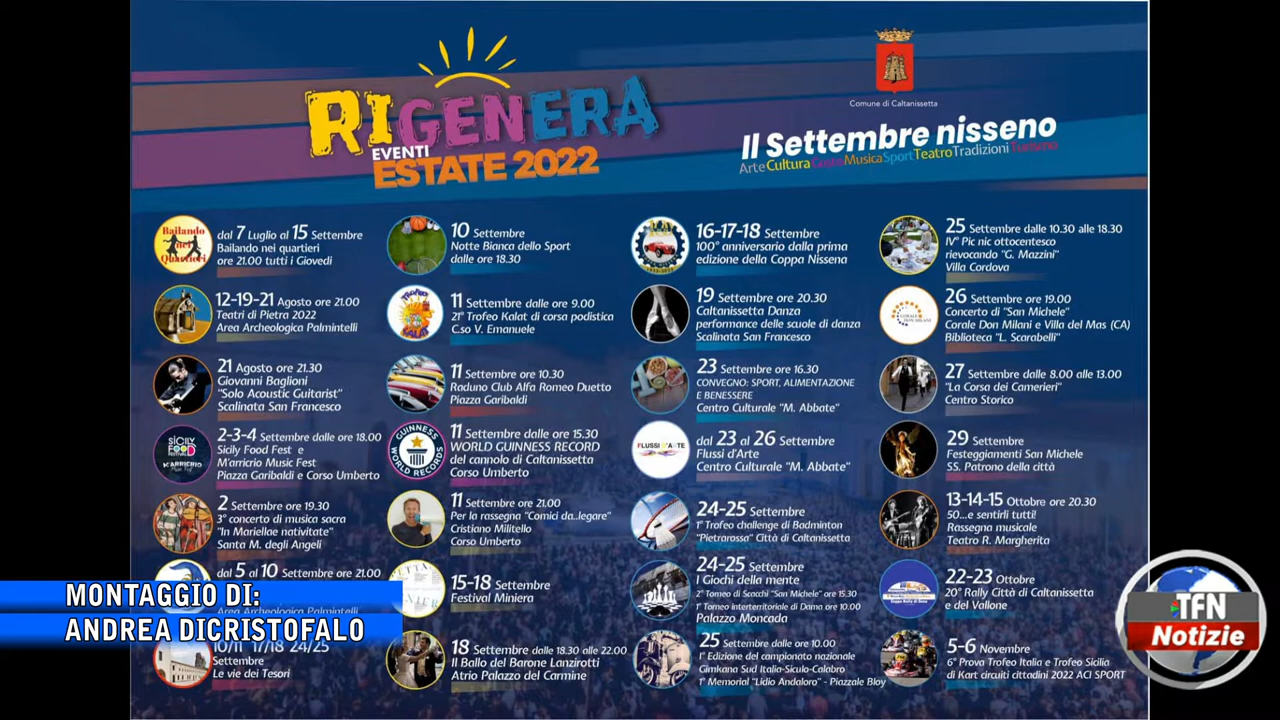 RIGENERA
EVENTI
ESTATE 2022
Comune di Caltanissetta
Il Settembre nisseno
ArteCulturaGustoMusicaSportTeatroTradizioniTurismo
Bailando
nei
Quartieri
dal 7 Luglio al 15 Settembre
Bailando nei quartieri
ore 21.00 tutti i Giovedi
12-19-21 Agosto ore 21.00
Teatri di Pietra 2022
Area Archeologica Palmintelli
21 Agosto ore 21.30
Giovanni Baglioni
"Solo Acoustic Guitarist"
Scalinata San Francesco
SICILY
FOOD
FESTIVAL
M'ARRICRIO
Music Fest
2-3-4 Settembre dalle ore 18.00
Sicily Food Fest e
M'arricrio Music Fest
Piazza Garibaldi e Corso Umberto
2 Settembre ore 19.30
3° concerto di musica sacra
"In Mariellae nativitate"
Santa M. degli Angeli
dal 5 al 10 Settembre ore 21.00
Area Archeologica Palmintelli
10/11 17/18 24/25
Settembre
Le vie dei Tesori
10 Settembre
Notte Bianca dello Sport
dalle ore 18.30
TROFEO
KALAT
11 Settembre dalle ore 9.00
21° Trofeo Kalat di corsa podistica
C.so V. Emanuele
11 Settembre ore 10.30
Raduno Club Alfa Romeo Duetto
Piazza Garibaldi
GUINNESS
WORLD RECORDS
11 Settembre dalle ore 15.30
WORLD GUINNESS RECORD
del cannolo di Caltanissetta
Corso Umberto
11 Settembre ore 21.00
Per la rassegna "Comici da..legare"
Cristiano Militello
Corso Umberto
15-18 Settembre
Festival Miniera
18 Settembre dalle 18.30 alle 22.00
Il Ballo del Barone Lanzirotti
Atrio Palazzo del Carmine
1922-2022
16-17-18 Settembre
100° anniversario dalla prima
edizione della Coppa Nissena
19 Settembre ore 20.30
Caltanissetta Danza
performance delle scuole di danza
Scalinata San Francesco
23 Settembre ore 16.30
CONVEGNO: SPORT, ALIMENTAZIONE
E BENESSERE
Centro Culturale "M. Abbate"
FLUSSI D'ARTE
dal 23 al 26 Settembre
Flussi d'Arte
Centro Culturale "M. Abbate"
24-25 Settembre
1° Trofeo challenge di Badminton
"Pietrarossa" Città di Caltanissetta
24-25 Settembre
I Giochi della mente
2° Torneo di Scacchi "San Michele" ore 15.30
1° Torneo interterritoriale di Dama ore 10.00
Palazzo Moncada
25 Settembre dalle ore 10.00
1° Edizione del campionato nazionale
Gimkana Sud Italia-Siculo-Calabro
1° Memorial "Lidio Andaloro" - Piazzale Bloy
25 Settembre dalle 10.30 alle 18.30
IV° Pic nic ottocentesco
rievocando "G. Mazzini"
Villa Cordova
CORALE
DON MILANI
26 Settembre ore 19.00
Concerto di "San Michele"
Corale Don Milani e Villa del Mas (CA)
Biblioteca "L. Scarabelli"
27 Settembre dalle 8.00 alle 13.00
"La Corsa dei Camerieri"
Centro Storico
29 Settembre
Festeggiamenti San Michele
SS. Patrono della città
13-14-15 Ottobre ore 20.30
50...e sentirli tutti!
Rassegna musicale
Teatro R. Margherita
22-23 Ottobre
20° Rally Città di Caltanissetta
e del Vallone
5-6 Novembre
6° Prova Trofeo Italia e Trofeo Sicilia
di Kart circuiti cittadini 2022 ACI SPORT
MONTAGGIO DI:
ANDREA DICRISTOFALO
TFN
Notizie